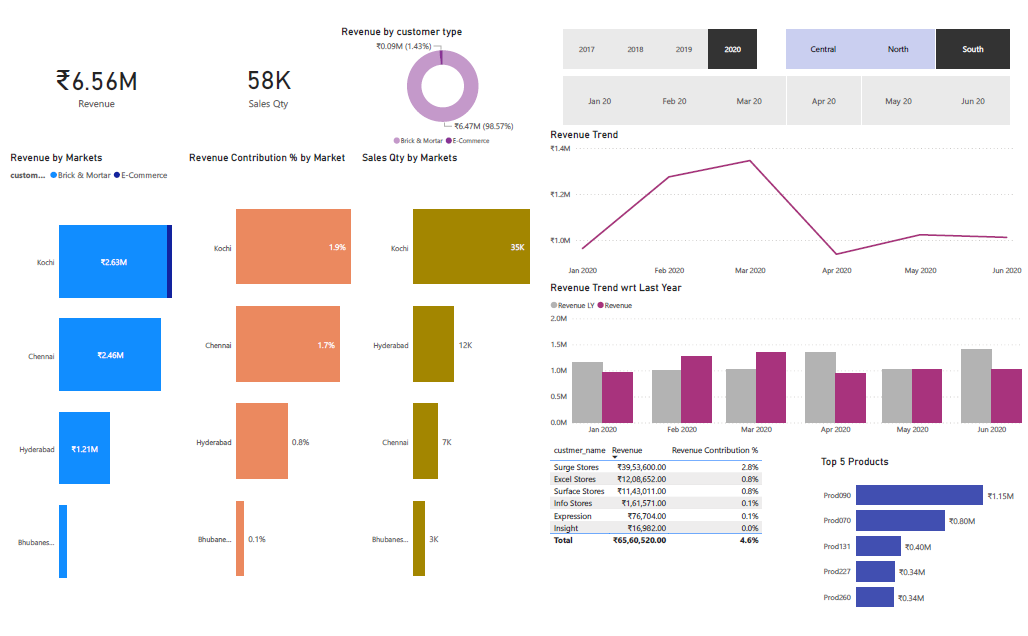 ₹6.56M
Revenue
58K
Sales Qty
Revenue by customer type
₹0.09M (1.43%)
₹6.47M (98.57%)
Brick & Mortar E-Commerce
2017 2018 2019 2020
Central North South
Jan 20 Feb 20 Mar 20 Apr 20 May 20 Jun 20
Revenue by Markets
custom... Brick & Mortar E-Commerce
Kochi ₹2.63M
Chennai ₹2.46M
Hyderabad ₹1.21M
Bhubanes...
Revenue Contribution % by Market
Kochi 1.9%
Chennai 1.7%
Hyderabad 0.8%
Bhubane... 0.1%
Sales Qty by Markets
Kochi 35K
Hyderabad 12K
Chennai 7K
Bhubanes... 3K
Revenue Trend
₹1.4M
₹1.2M
₹1.0M
Jan 2020 Feb 2020 Mar 2020 Apr 2020 May 2020 Jun 2020
Revenue Trend wrt Last Year
Revenue LY Revenue
2.0M
1.5M
1.0M
0.5M
0.0M
Jan 2020 Feb 2020 Mar 2020 Apr 2020 May 2020 Jun 2020
custmer_name Revenue Revenue Contribution %
Surge Stores ₹39,53,600.00 2.8%
Excel Stores ₹12,08,652.00 0.8%
Surface Stores ₹11,43,011.00 0.8%
Info Stores ₹1,61,571.00 0.1%
Expression ₹76,704.00 0.1%
Insight ₹16,982.00 0.0%
Total ₹65,60,520.00 4.6%
Top 5 Products
Prod090 ₹1.15M
Prod070 ₹0.80M
Prod131 ₹0.40M
Prod227 ₹0.34M
Prod260 ₹0.34M